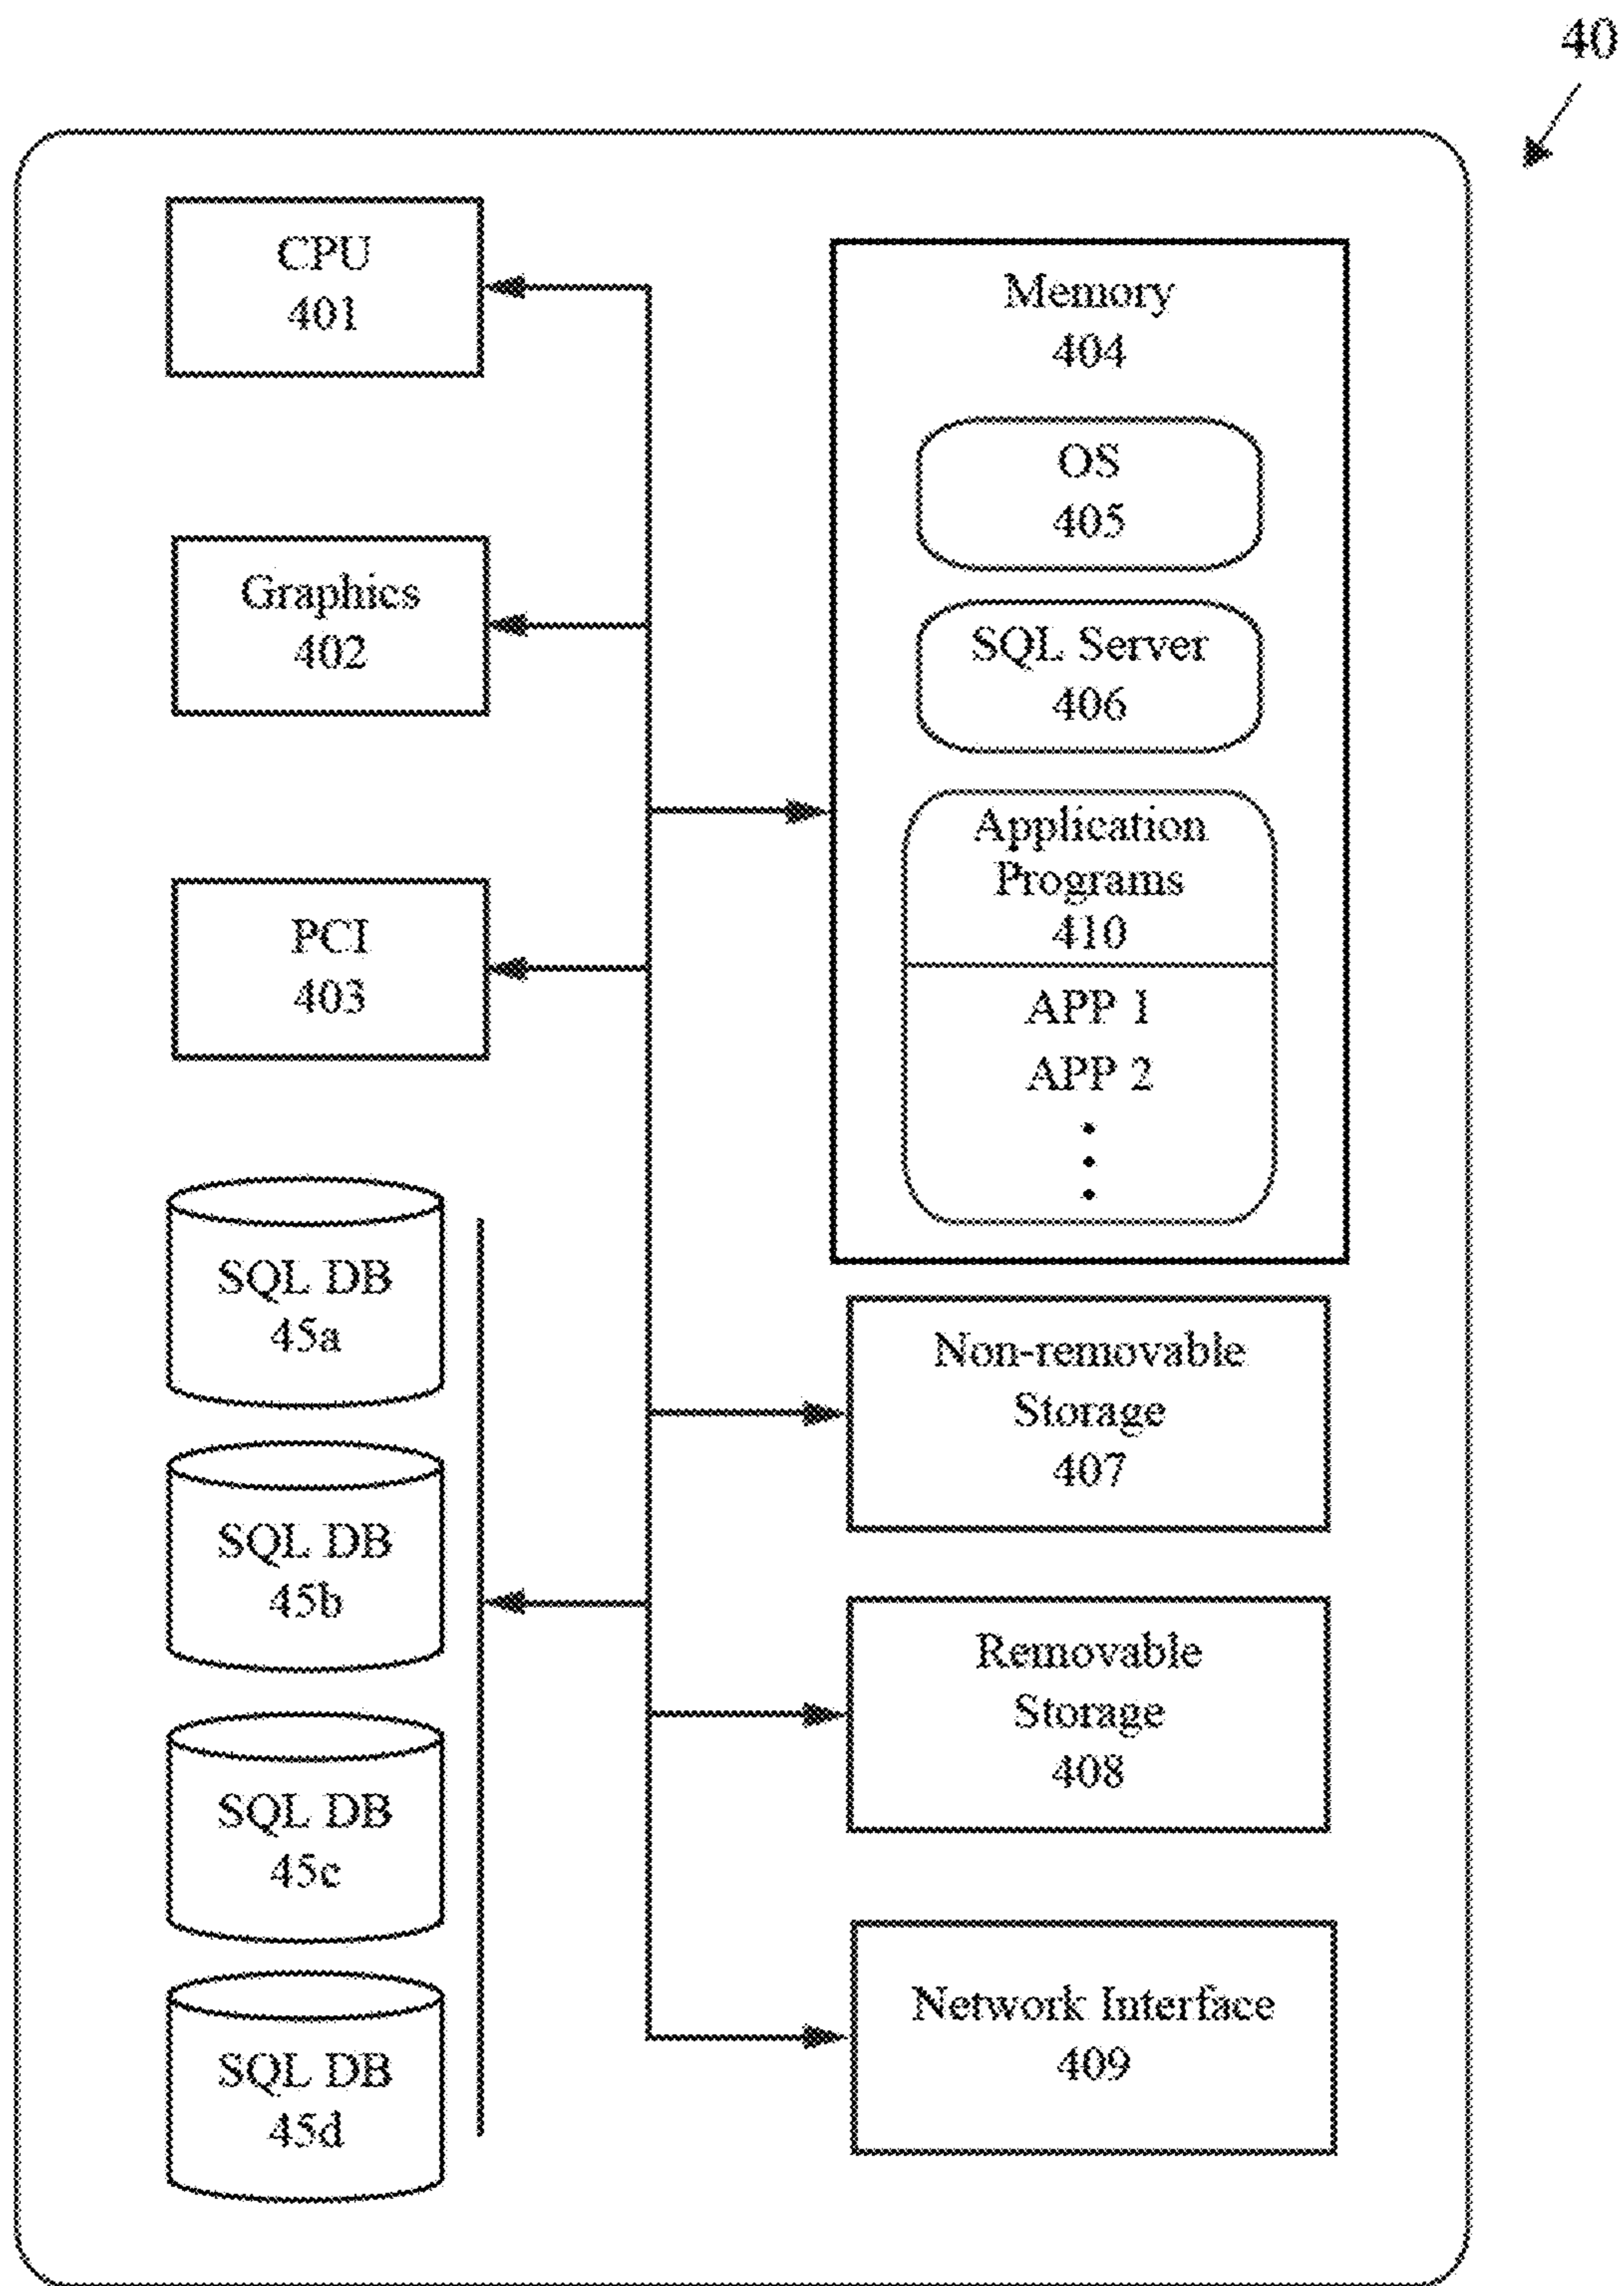 40
CPU
401
Graphics
402
PCI
403
SQL DB
45a
SQL DB
45b
SQL DB
45c
SQL DB
45d
Memory
404
OS
405
SQL Server
406
Application
Programs
410
APP 1
APP 2
Non-removable
Storage
407
Removable
Storage
408
Network Interface
409